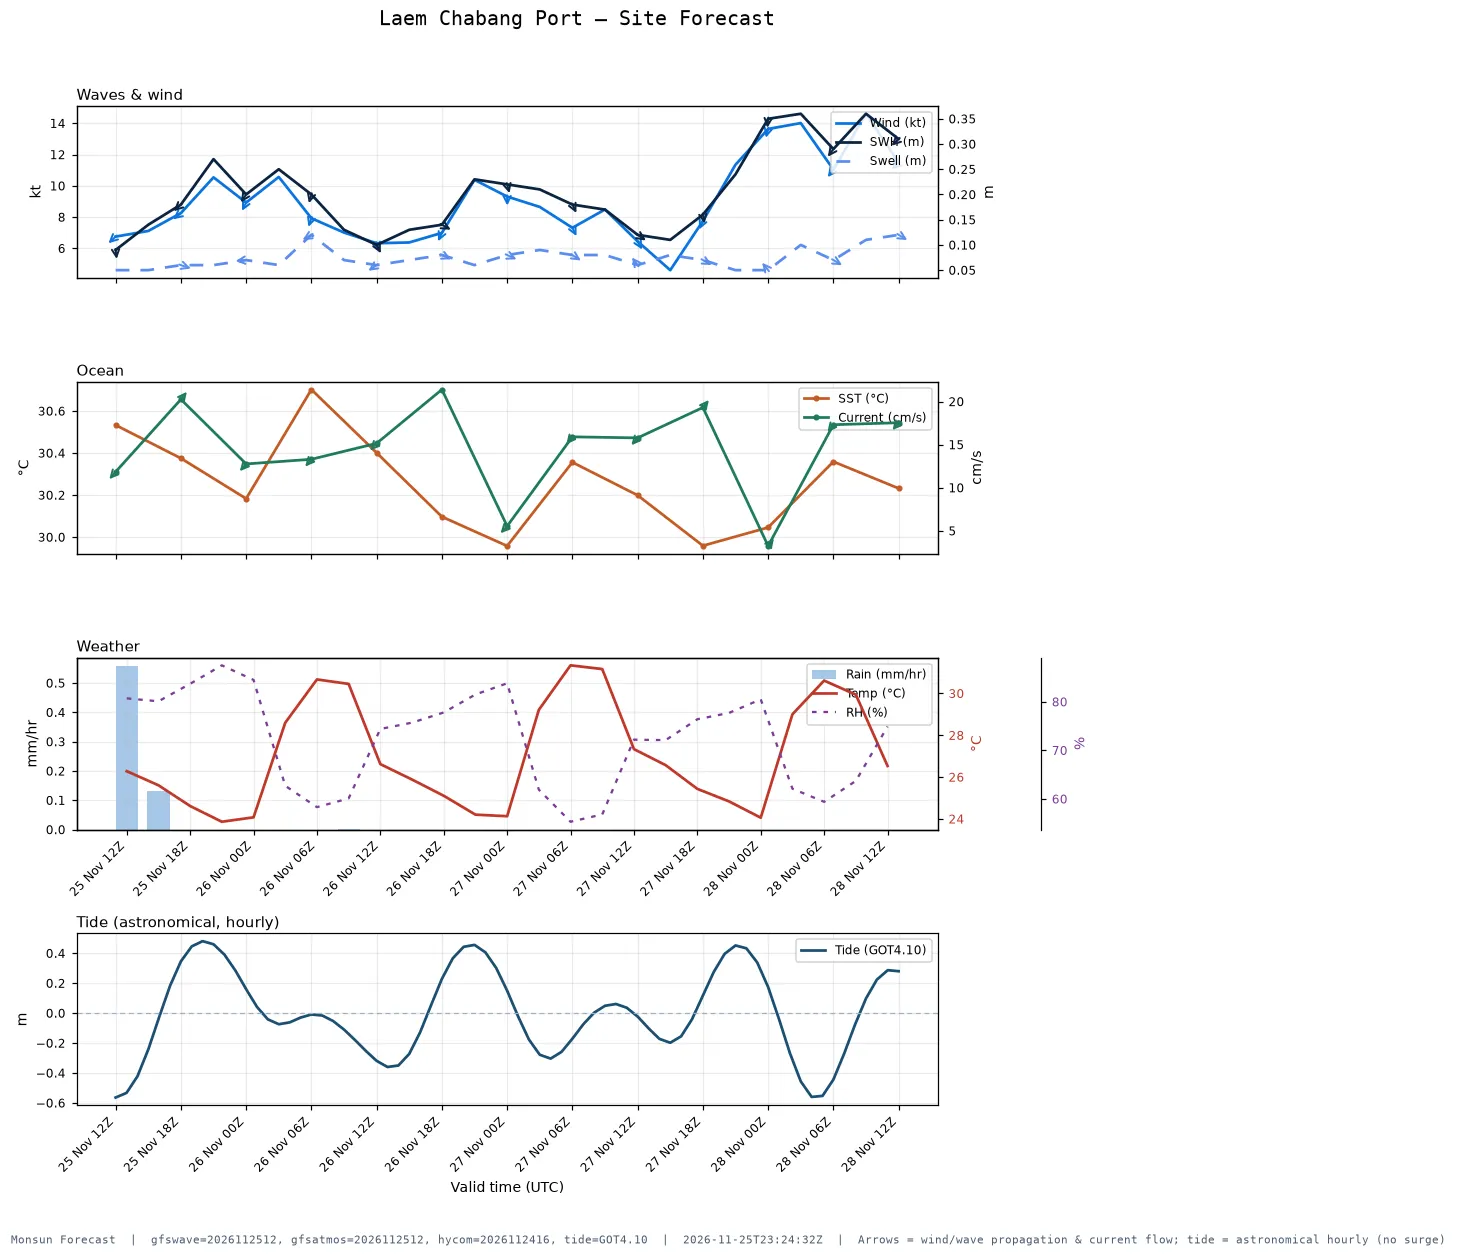 Laem Chabang Port — Site Forecast
Waves & wind
14
12
10
8
6
kt
0.35
0.30
0.25
0.20
0.15
0.10
0.05
m
Wind (kt)
SWH (m)
Swell (m)
Ocean
30.6
30.4
30.2
30.0
°C
20
15
10
5
cm/s
SST (°C)
Current (cm/s)
Weather
0.5
0.4
0.3
0.2
0.1
0.0
mm/hr
30
28
26
24
°C
80
70
60
%
Rain (mm/hr)
Temp (°C)
RH (%)
25 Nov 12Z
25 Nov 18Z
26 Nov 00Z
26 Nov 06Z
26 Nov 12Z
26 Nov 18Z
27 Nov 00Z
27 Nov 06Z
27 Nov 12Z
27 Nov 18Z
28 Nov 00Z
28 Nov 06Z
28 Nov 12Z
Tide (astronomical, hourly)
0.4
0.2
0.0
−0.2
−0.4
−0.6
m
Tide (GOT4.10)
25 Nov 12Z
25 Nov 18Z
26 Nov 00Z
26 Nov 06Z
26 Nov 12Z
26 Nov 18Z
27 Nov 00Z
27 Nov 06Z
27 Nov 12Z
27 Nov 18Z
28 Nov 00Z
28 Nov 06Z
28 Nov 12Z
Valid time (UTC)
Monsun Forecast | gfswave=2026112512, gfsatmos=2026112512, hycom=2026112416, tide=GOT4.10 | 2026-11-25T23:24:32Z | Arrows = wind/wave propagation & current flow; tide = astronomical hourly (no surge)